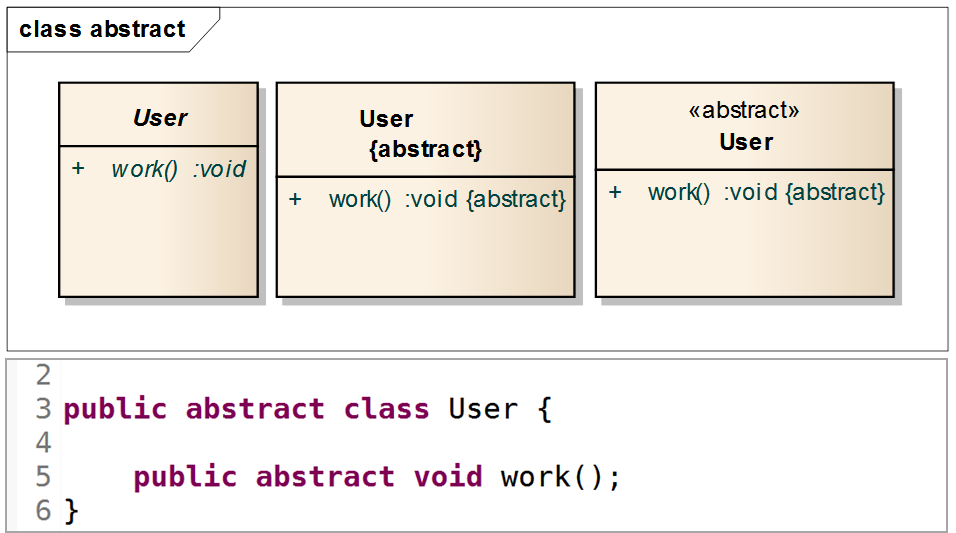 class abstract
User
+ work() :void
User
{abstract}
+ work() :void {abstract}
«abstract»
User
+ work() :void {abstract}
2
3 public abstract class User {
4
5 public abstract void work();
6 }